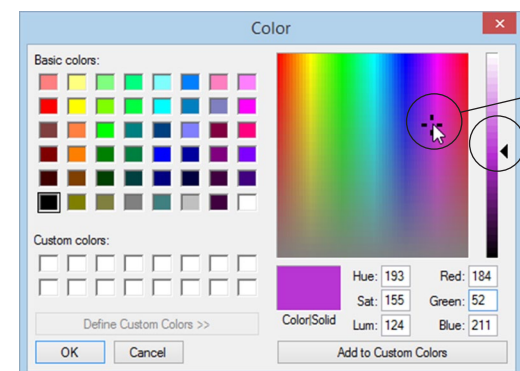 Color
Basic colors:
Custom colors:
Define Custom Colors >>
OK Cancel
Color|Solid
Hue: 193 Red: 184
Sat: 155 Green: 52
Lum: 124 Blue: 211
Add to Custom Colors